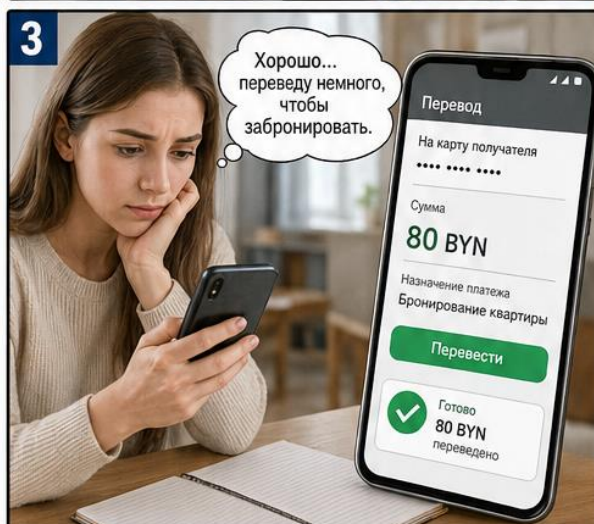 3
Хорошо...
переведу немного,
чтобы
забронировать.
Перевод
На карту получателя
•••• •••• ••••
Сумма
80 BYN
Назначение платежа
Бронирование квартиры
Перевести
Готово
80 BYN
переведено